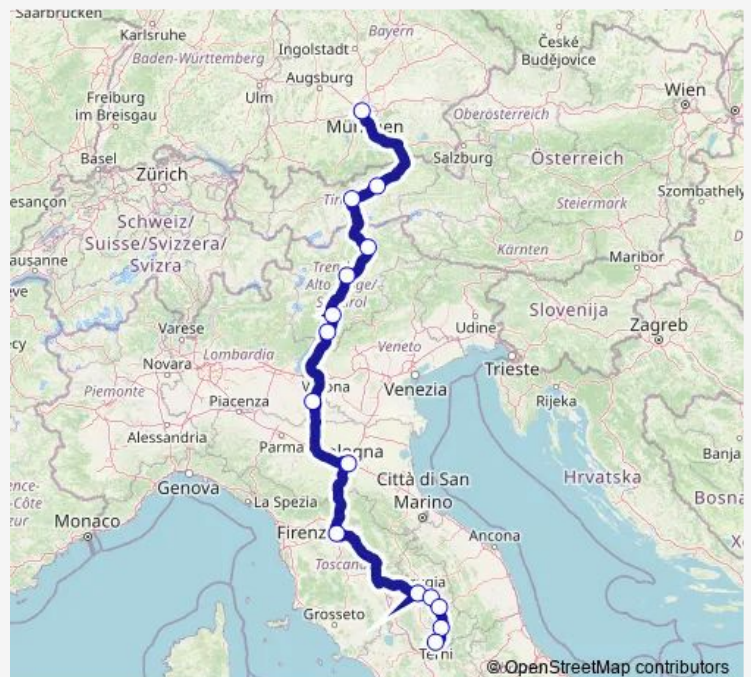 Saarbrücken
Karlsruhe
Bayern
Ingolstadt
České
Budějovice
Baden-Württemberg
Augsburg
Ulm
Wien
Freiburg
im Breisgau
Oberösterreich
München
Basel
Salzburg
Österreich
Zürich
Szombathely
Steiermark
Schweiz/
Suisse/Svizzera/
Svizra
Kärnten
Maribor
Alto
Slovenija
Udine
Varese
Zagreb
Lombardia
Veneto
Novara
Trieste
Venezia
Piemonte
Piacenza
Rijeka
Alessandria
Parma
Banja
Genova
Città di San
Marino
Hrvatska
La Spezia
Monaco
Firenz
Ancona
Toscana
Grosseto
Terni
© OpenStreetMap contributors